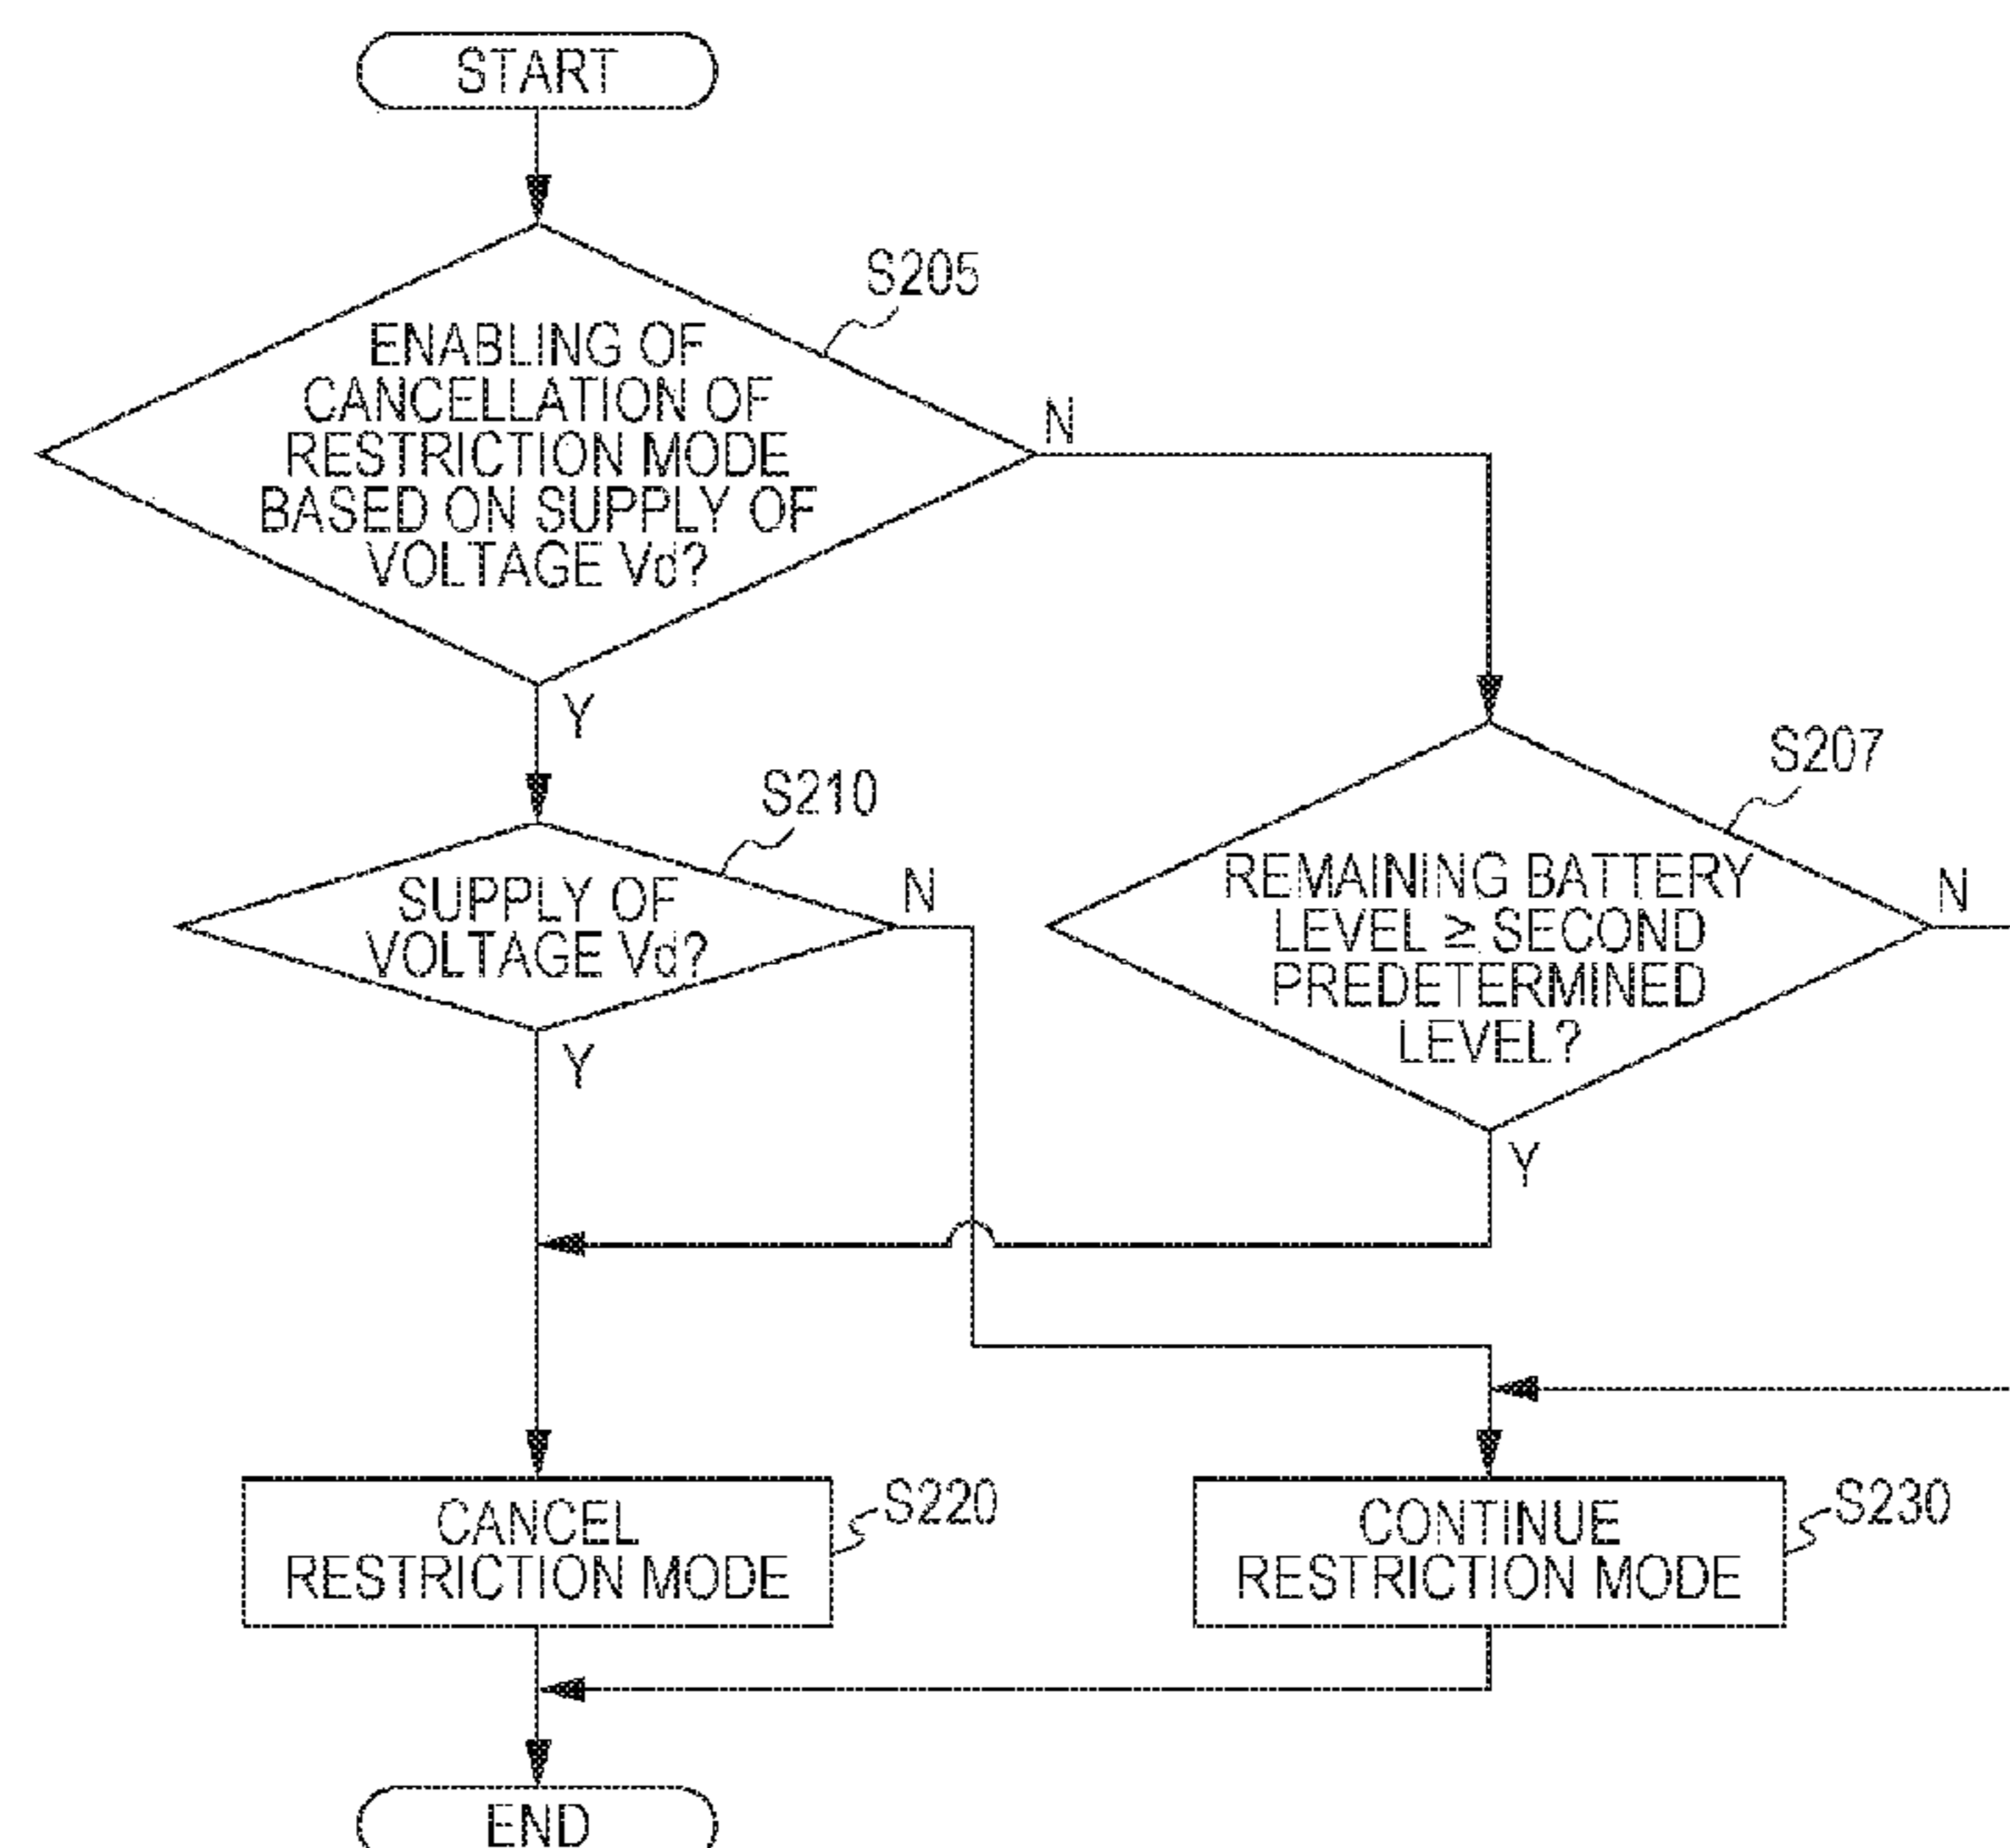 START
S205
ENABLING OF
CANCELLATION OF
RESTRICTION MODE
BASED ON SUPPLY OF
VOLTAGE Vd?
N
Y
S210
SUPPLY OF
VOLTAGE Vd?
N
Y
S207
REMAINING BATTERY
LEVEL ≥ SECOND
PREDETERMINED
LEVEL?
N
Y
CANCEL
RESTRICTION MODE
S220
CONTINUE
RESTRICTION MODE
S230
END